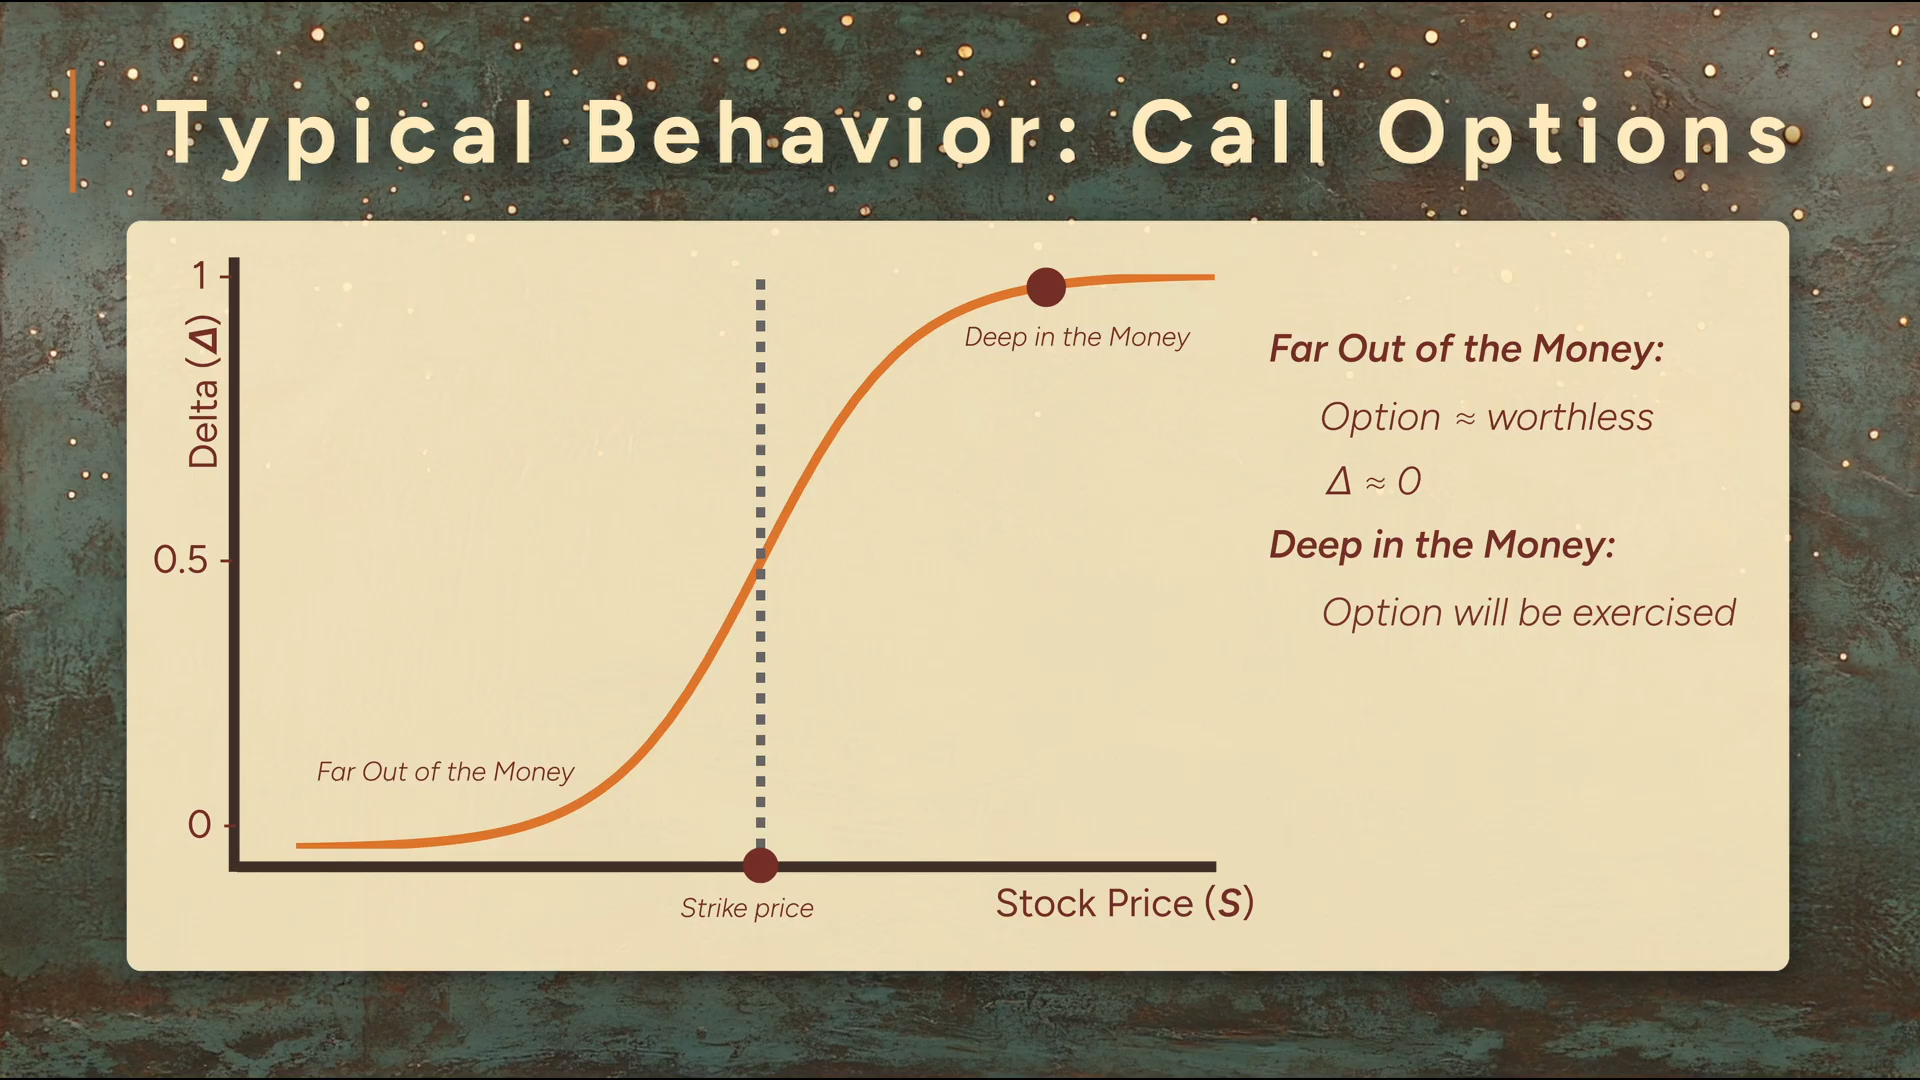 Typical Behavior: Call Options
1
Delta (Δ)
0.5
0
Deep in the Money
Far Out of the Money
Strike price
Stock Price (S)
Far Out of the Money:
Option ≈ worthless
Δ ≈ 0
Deep in the Money:
Option will be exercised